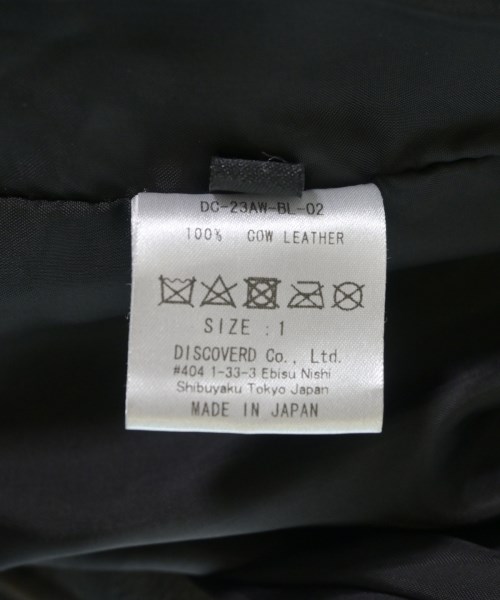 DC-23AW-BL-02
100% COW LEATHER
SIZE : 1
DISCOVERD Co., Ltd.
#404 1-33-3 Ebisu Nishi
Shibuyaku Tokyo Japan
MADE IN JAPAN